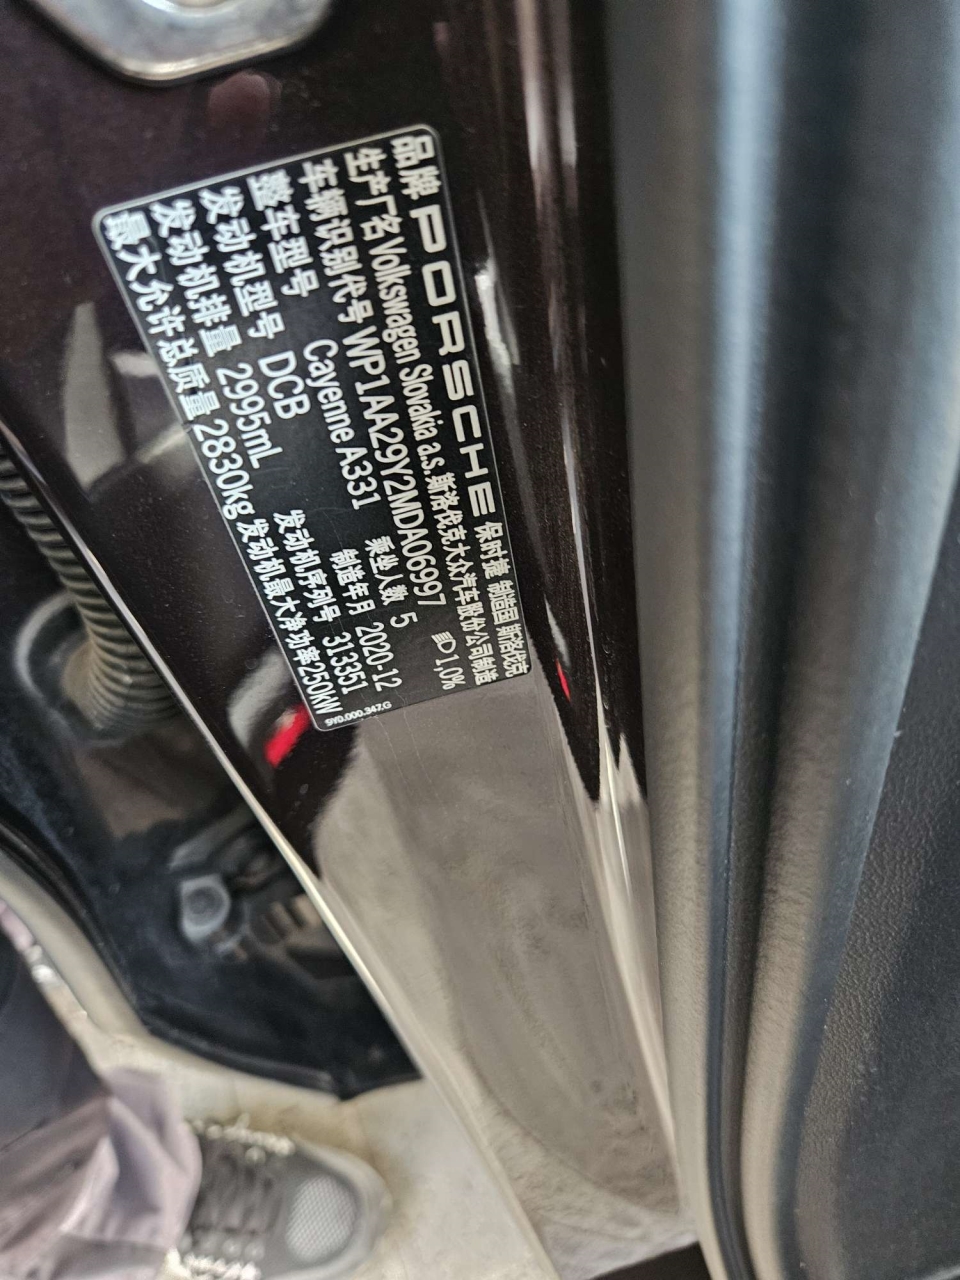 品牌 PORSCHE 保时捷 制造国 斯洛伐克
生产厂名 Volkswagen Slovakia a.s. 斯洛伐克大众汽车股份公司制造
车辆识别代号 WP1AA29Y2MDA06997 1,0%
整车型号 Cayenne A331 乘坐人数 5
发动机型号 DCB 制造年月 2020-12
发动机排量 2995mL 发动机序列号 313351
最大允许总质量 2830kg 发动机最大净功率250kW
9Y0.000.347.G